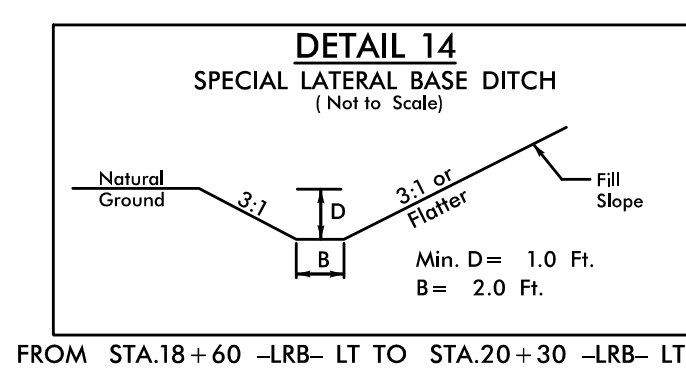 DETAIL 14
SPECIAL LATERAL BASE DITCH
( Not to Scale)
Natural
Ground
3:1
D
3:1 or
Flatter
Fill
Slope
B
Min. D= 1.0 Ft.
B= 2.0 Ft.
FROM STA.18+60 -LRB- LT TO STA.20+30 -LRB- LT